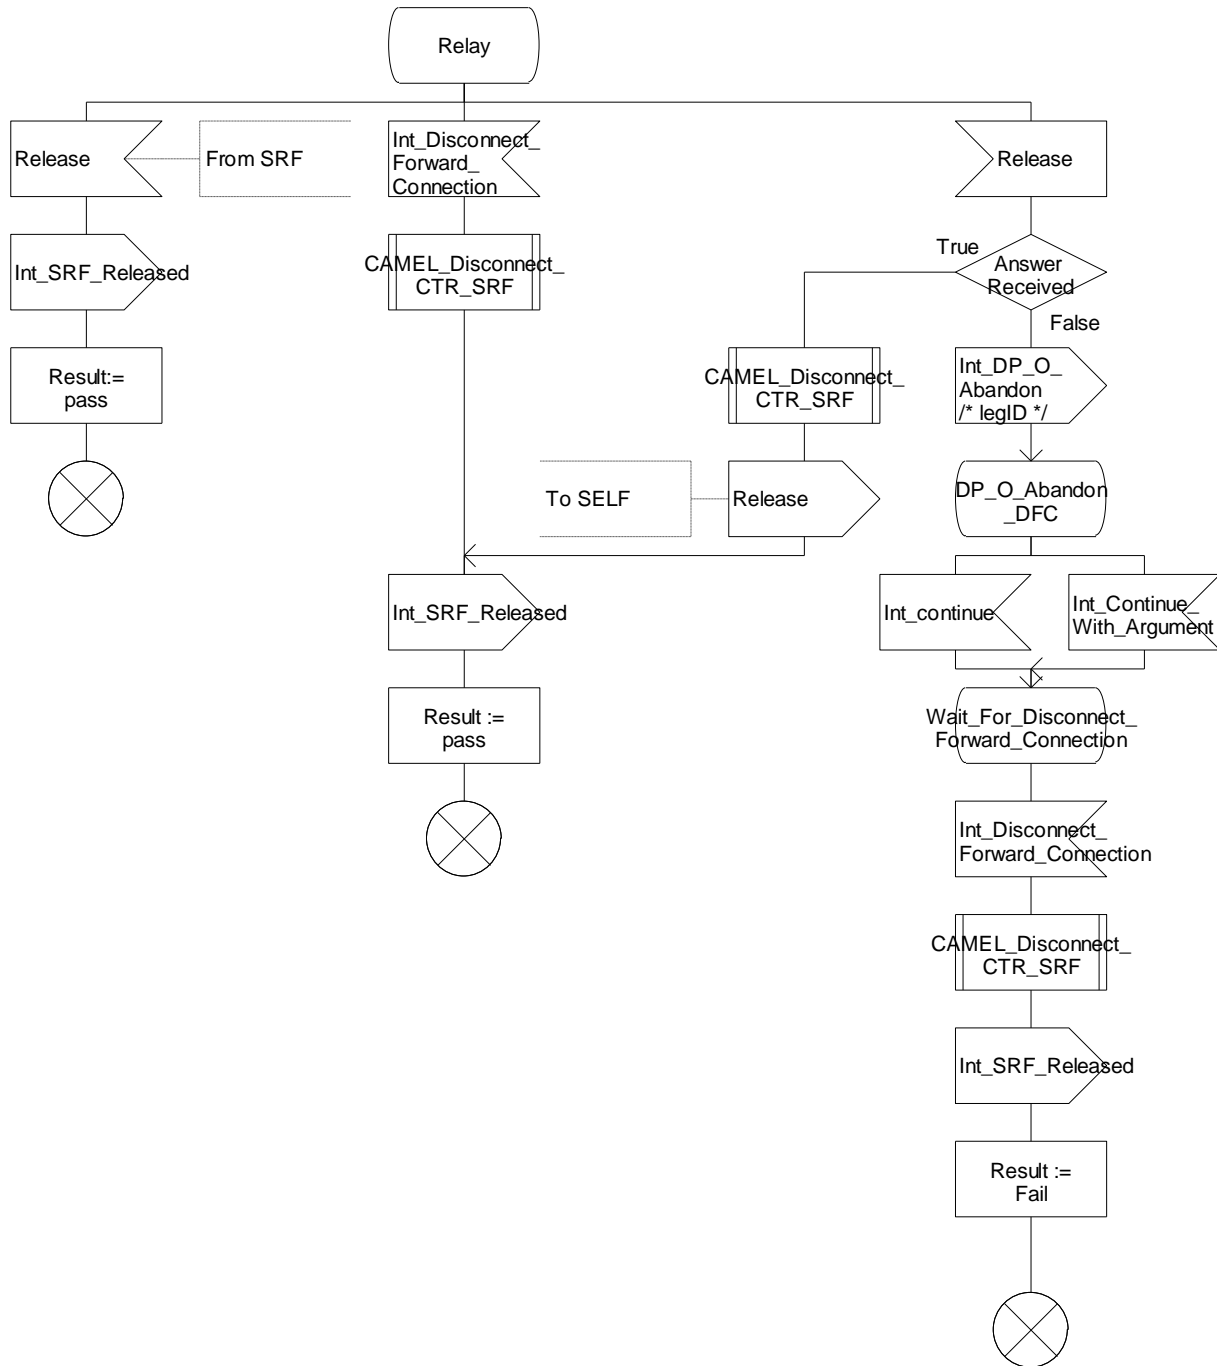 Relay
Release
From SRF
Int_Disconnect_
Forward_
Connection
Release
Int_SRF_Released
CAMEL_Disconnect_
CTR_SRF
True
Answer
Received
False
Result:=
pass
CAMEL_Disconnect_
CTR_SRF
Int_DP_O_
Abandon
/* legID */
To SELF
Release
DP_O_Abandon
_DFC
Int_SRF_Released
Int_continue
Int_Continue_
With_Argument
Result :=
pass
Wait_For_Disconnect_
Forward_Connection
Int_Disconnect_
Forward_Connection
CAMEL_Disconnect_
CTR_SRF
Int_SRF_Released
Result :=
Fail